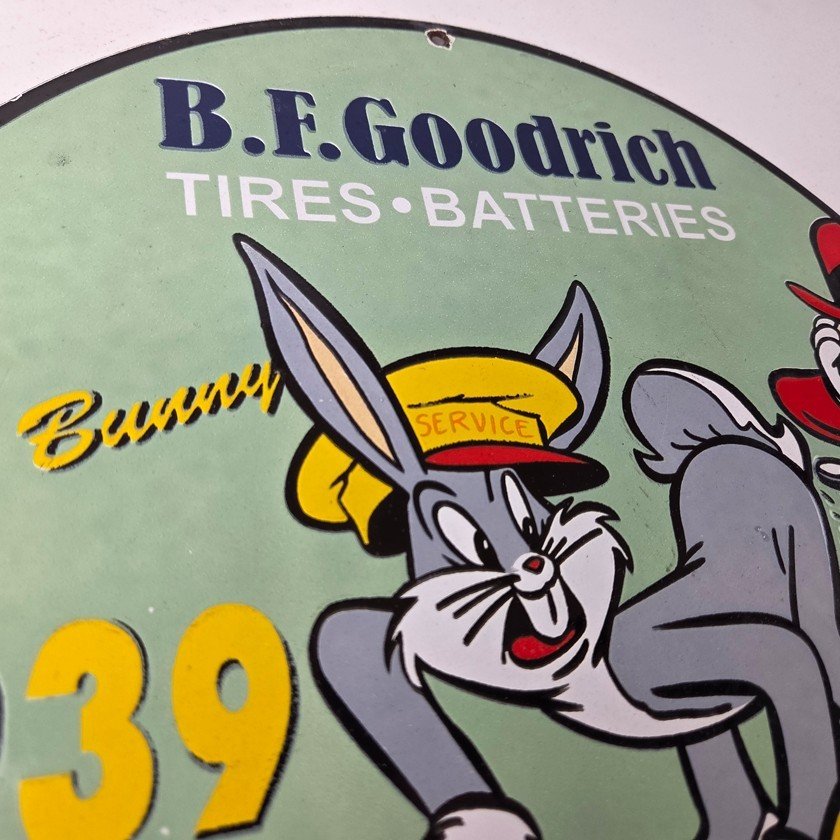 B.F.Goodrich
TIRES•BATTERIES
Bunny
SERVICE
39